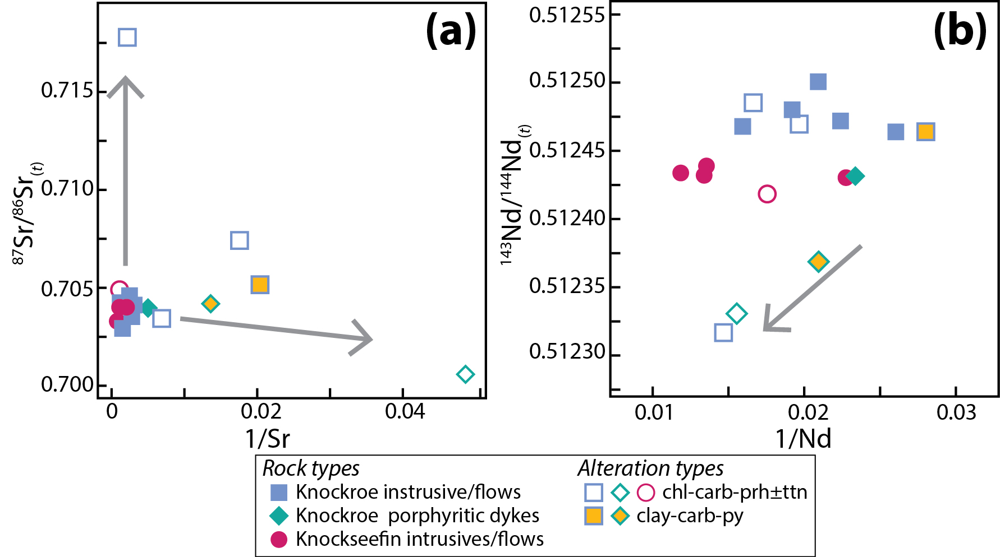 (a)
0.715
0.710
0.705
0.700
87Sr/86Sr(t)
0
0.02
0.04
1/Sr
(b)
0.51255
0.51250
0.51245
0.51240
0.51235
0.51230
143Nd/144Nd(t)
0.01
0.02
0.03
1/Nd
Rock types
Knockroe instrusive/flows
Knockroe porphyritic dykes
Knockseefin intrusives/flows
Alteration types
chl-carb-prh±ttn
clay-carb-py